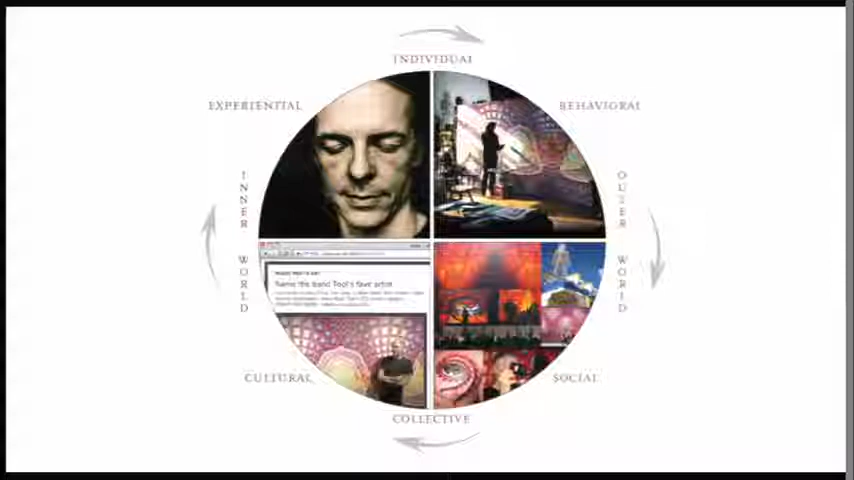 INDIVIDUAL
EXPERIENTIAL
BEHAVIORAL
INNER WORLD
OUTER WORLD
Name the band Tool's fave artist
CULTURAL
SOCIAL
COLLECTIVE